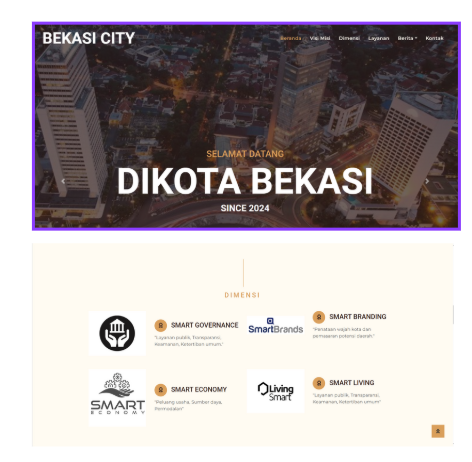 BEKASI CITY
Beranda Visi Misi Dimensi Layanan Berita Kontak
SELAMAT DATANG
DIKOTA BEKASI
SINCE 2024
DIMENSI
SMART GOVERNANCE
"Layanan publik, Transparansi,
Keamanan, Ketertiban umum."
SmartBrands
SMART BRANDING
"Penataan wajah kota dan
pemasaran potensi daerah."
SMART
ECONOMY
SMART ECONOMY
"Peluang usaha, Sumber daya,
Permodalan"
Living
Smart
SMART LIVING
"Layanan publik, Transparansi,
Keamanan, Ketertiban umum"